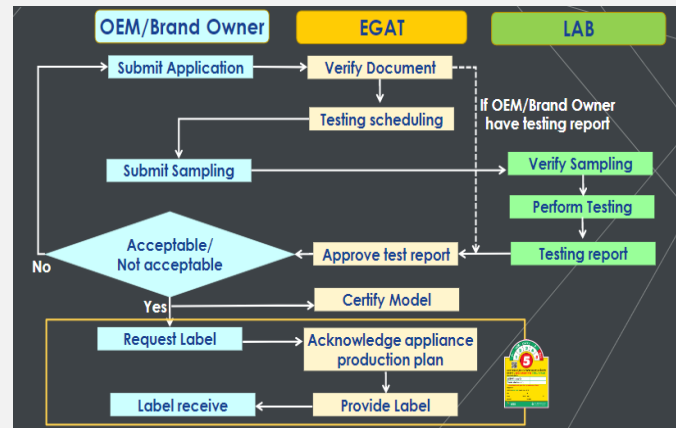 OEM/Brand Owner
EGAT
LAB
Submit Application
Verify Document
If OEM/Brand Owner
have testing report
Testing scheduling
Submit Sampling
Verify Sampling
Perform Testing
Acceptable/
Not acceptable
Approve test report
Testing report
No
Yes
Certify Model
Request Label
Acknowledge appliance
production plan
5
Label receive
Provide Label